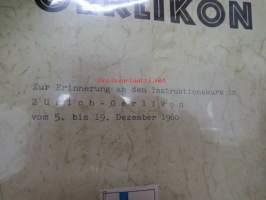 OERLIKON
Zur Erinnerung an den Instruktionskurs in
Zürich-Oerlikon
vom 5. bis 19. Dezember 1960